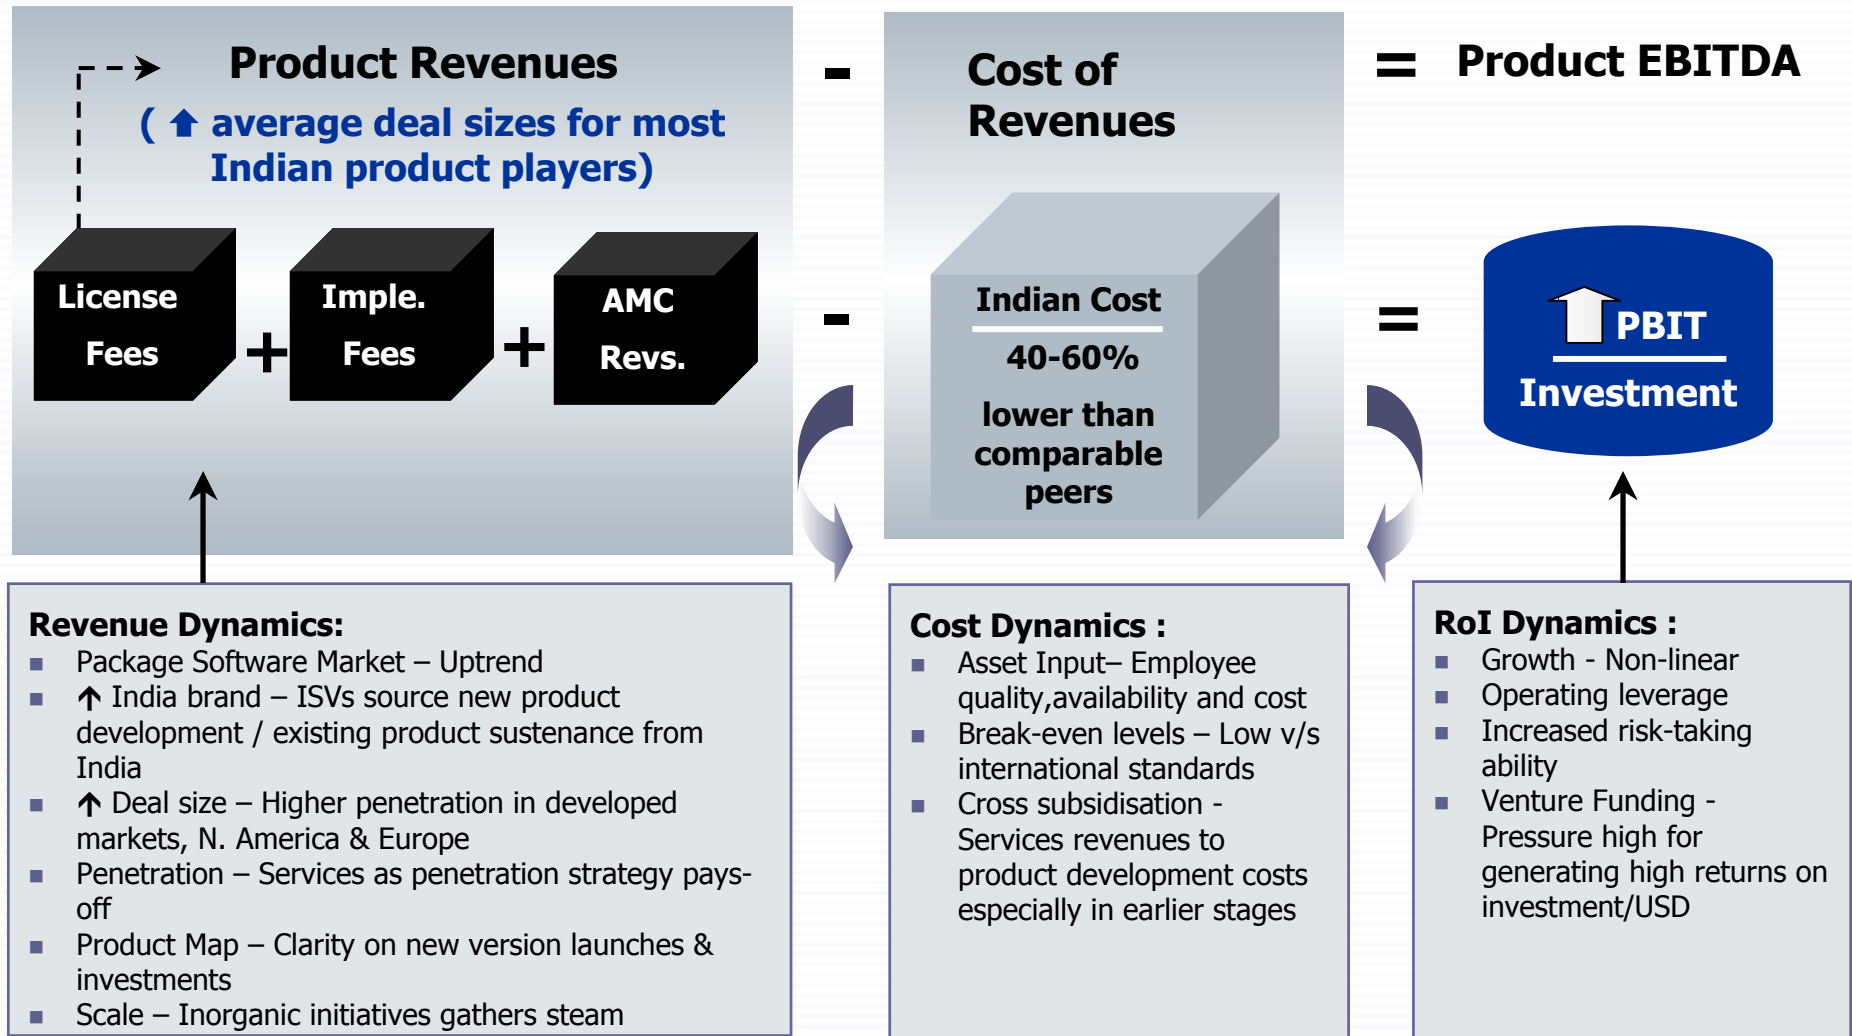 Product Revenues
( ↑ average deal sizes for most
Indian product players)
-
Cost of
Revenues
=
Product EBITDA
License
Fees
+
Imple.
Fees
+
AMC
Revs.
-
Indian Cost
40-60%
lower than
comparable
peers
=
PBIT
Investment
Revenue Dynamics:
■ Package Software Market – Uptrend
■ ↑ India brand – ISVs source new product
development / existing product sustenance from
India
■ ↑ Deal size – Higher penetration in developed
markets, N. America & Europe
■ Penetration – Services as penetration strategy pays-
off
■ Product Map – Clarity on new version launches &
investments
■ Scale – Inorganic initiatives gathers steam
Cost Dynamics :
■ Asset Input– Employee
quality,availability and cost
■ Break-even levels – Low v/s
international standards
■ Cross subsidisation -
Services revenues to
product development costs
especially in earlier stages
RoI Dynamics :
■ Growth - Non-linear
■ Operating leverage
■ Increased risk-taking
ability
■ Venture Funding -
Pressure high for
generating high returns on
investment/USD